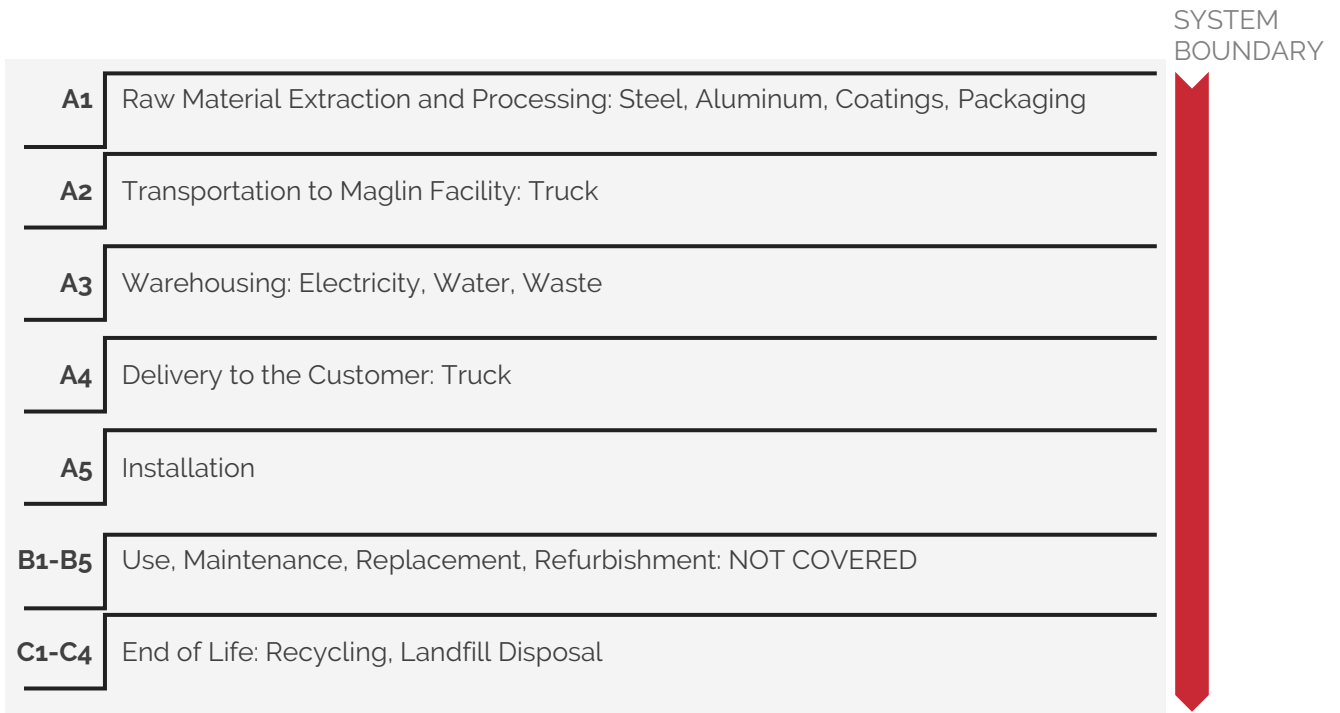 SYSTEM
BOUNDARY
A1 Raw Material Extraction and Processing: Steel, Aluminum, Coatings, Packaging
A2 Transportation to Maglin Facility: Truck
A3 Warehousing: Electricity, Water, Waste
A4 Delivery to the Customer: Truck
A5 Installation
B1-B5 Use, Maintenance, Replacement, Refurbishment: NOT COVERED
C1-C4 End of Life: Recycling, Landfill Disposal